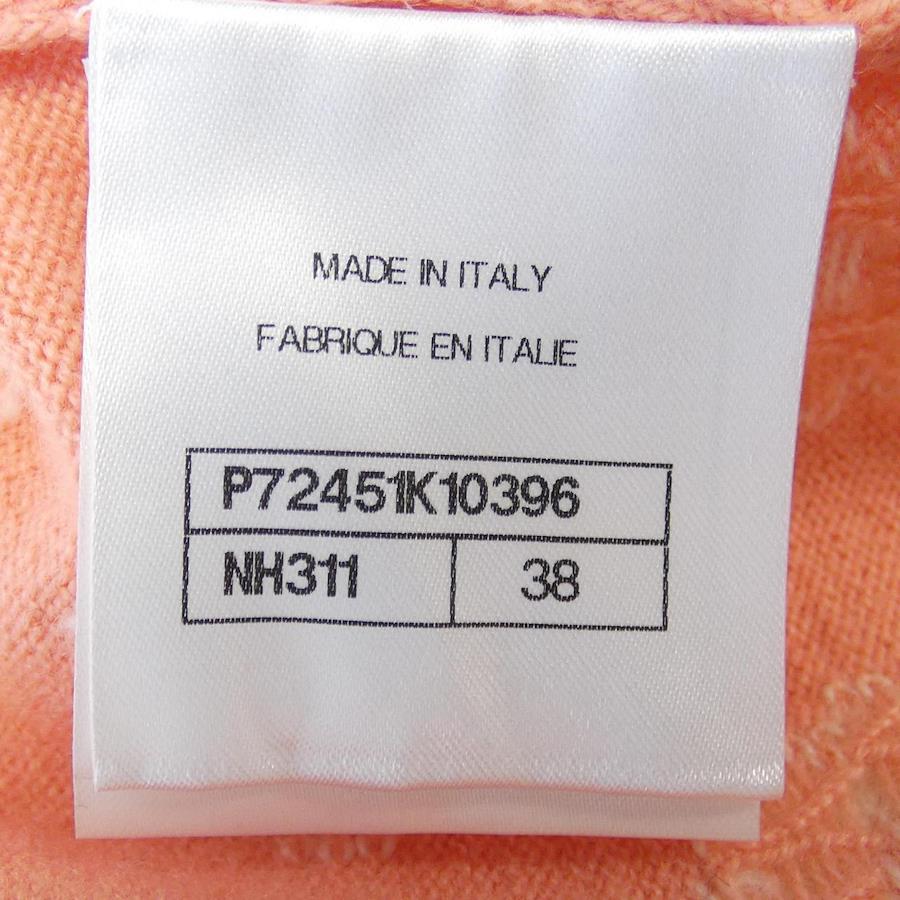 MADE IN ITALY
FABRIQUE EN ITALIE
P72451K10396
NH311 38